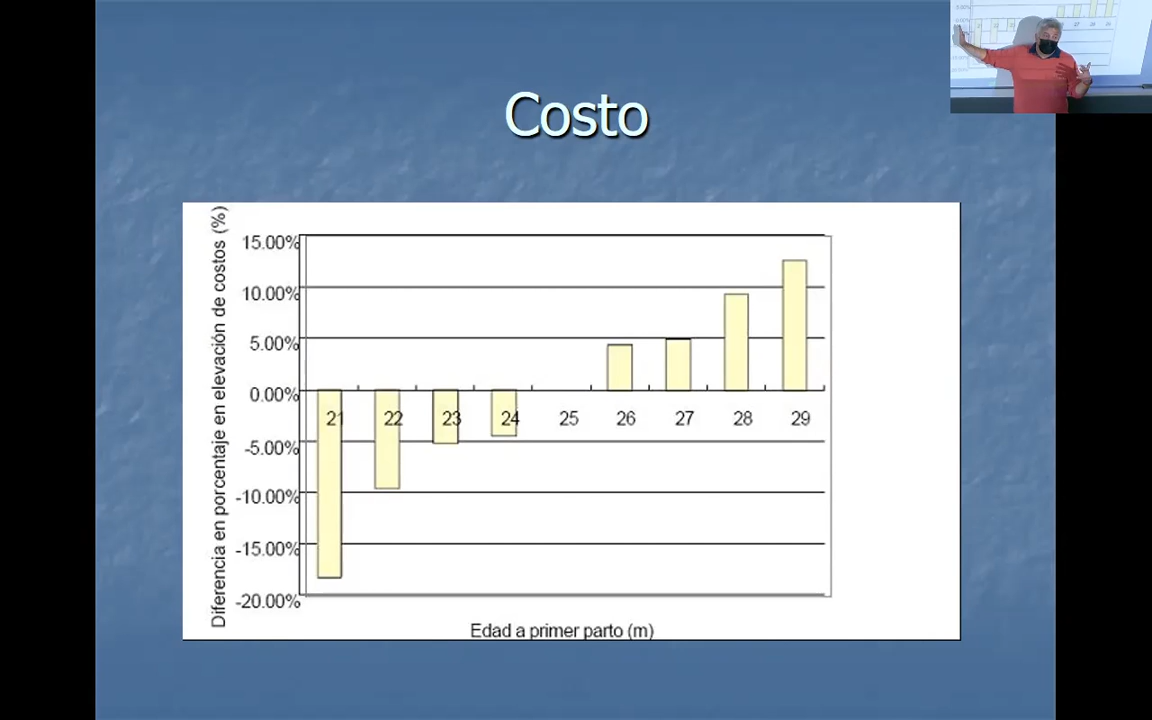 Costo
Diferencia en porcentaje en elevación de costos (%)
15.00%
10.00%
5.00%
0.00%
-5.00%
-10.00%
-15.00%
-20.00%
21 22 23 24 25 26 27 28 29
Edad a primer parto (m)